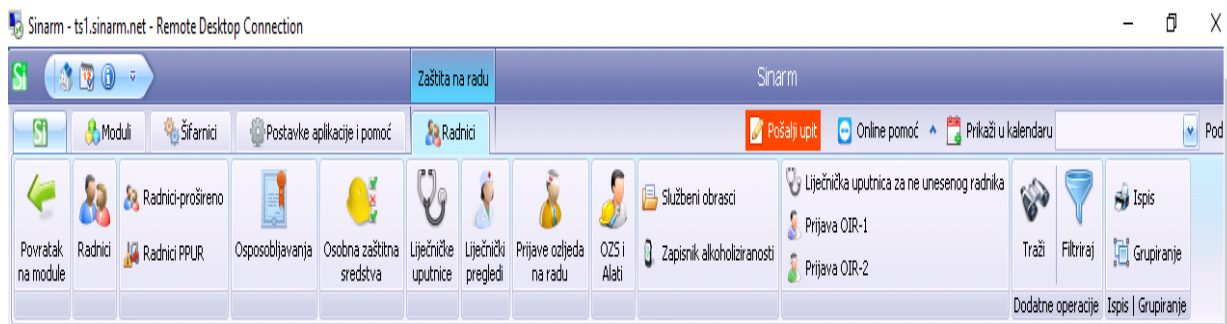 Sinarm - ts1.sinarm.net - Remote Desktop Connection
Si
12
Zaštita na radu
Sinarm
Si
Moduli
Šifarnici
Postavke aplikacije i pomoć
Radnici
Pošalji upit
Online pomoć
Prikaži u kalendaru
Pod
Povratak
na module
Radnici
Radnici-prošireno
Radnici PPUR
Osposobljavanja
Osobna zaštitna
sredstva
Liječničke
uputnice
Liječnički
pregledi
Prijave ozljeda
na radu
OZS i
Alati
Službeni obrasci
Zapisnik alkoholiziranosti
Liječnička uputnica za ne unesenog radnika
Prijava OIR-1
Prijava OIR-2
Traži
Filtriraj
Dodatne operacije
Ispis
Grupiranje
Ispis | Grupiranje